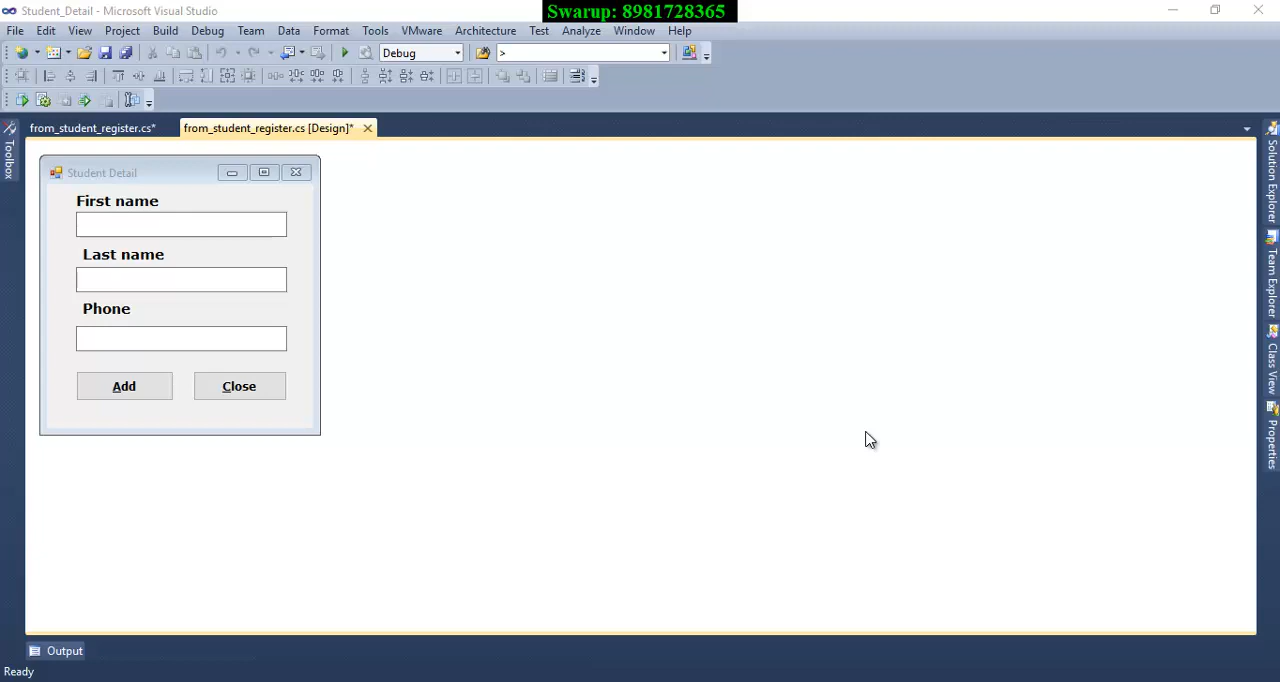 Student_Detail - Microsoft Visual Studio
Swarup: 8981728365
File Edit View Project Build Debug Team Data Format Tools VMware Architecture Test Analyze Window Help
Debug >
from_student_register.cs* from_student_register.cs [Design]*
Toolbox
Student Detail
First name
Last name
Phone
Add Close
Solution Explorer
Team Explorer
Class View
Properties
Output
Ready